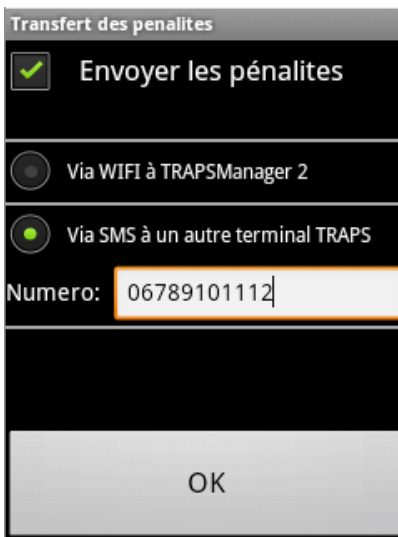 Transfert des penalites
Envoyer les pénalites
Via WIFI à TRAPSManager 2
Via SMS à un autre terminal TRAPS
Numero: 06789101112
OK